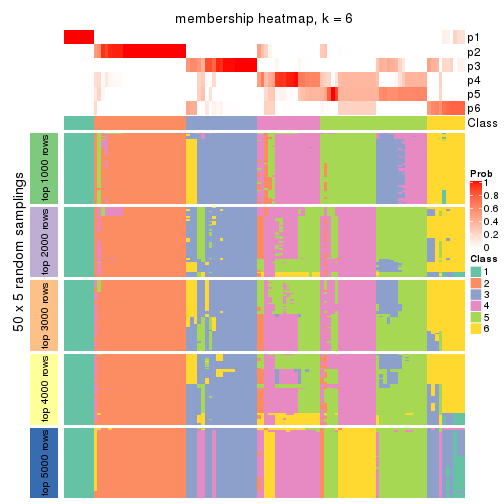 membership heatmap, k = 6
p1
p2
p3
p4
p5
p6
Class
50 x 5 random samplings
top 1000 rows
top 2000 rows
top 3000 rows
top 4000 rows
top 5000 rows
Prob
1
0.8
0.6
0.4
0.2
0
Class
1
2
3
4
5
6